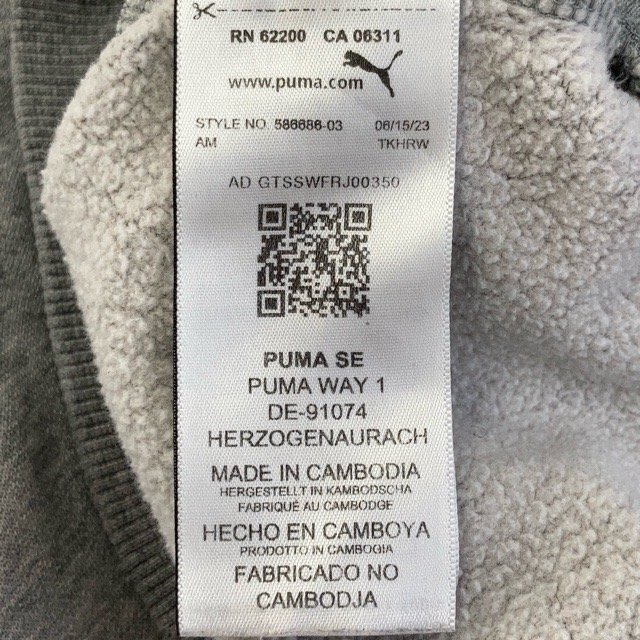 RN 62200 CA 06311
www.puma.com
STYLE NO. 586686-03 06/15/23
AM TKHRW
AD GTSSWFRJ00350
PUMA SE
PUMA WAY 1
DE-91074
HERZOGENAURACH
MADE IN CAMBODIA
HERGESTELLT IN KAMBODSCHA
FABRIQUÉ AU CAMBODGE
HECHO EN CAMBOYA
PRODOTTO IN CAMBOGIA
FABRICADO NO
CAMBODJA